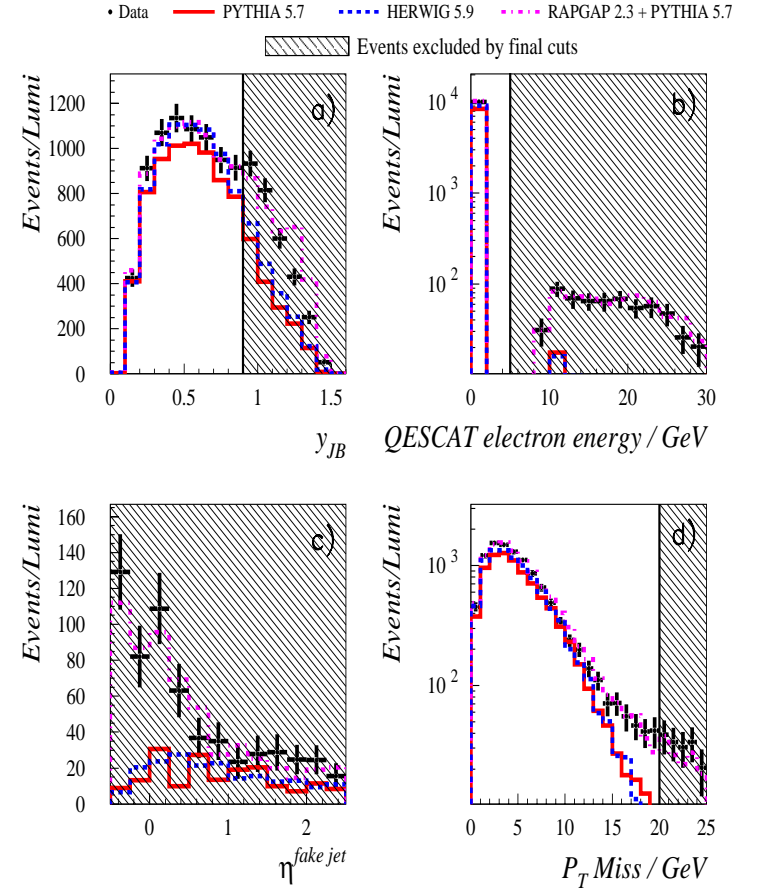 • Data PYTHIA 5.7 HERWIG 5.9 RAPGAP 2.3 + PYTHIA 5.7
Events excluded by final cuts
Events/Lumi
1200
1000
800
600
400
200
0
a)
0 0.5 1 1.5
y_JB
Events/Lumi
10^4
10^3
10^2
b)
0 10 20 30
QESCAT electron energy / GeV
Events/Lumi
160
140
120
100
80
60
40
20
0
c)
0 1 2
η^fake jet
Events/Lumi
10^3
10^2
d)
0 5 10 15 20 25
P_T Miss / GeV